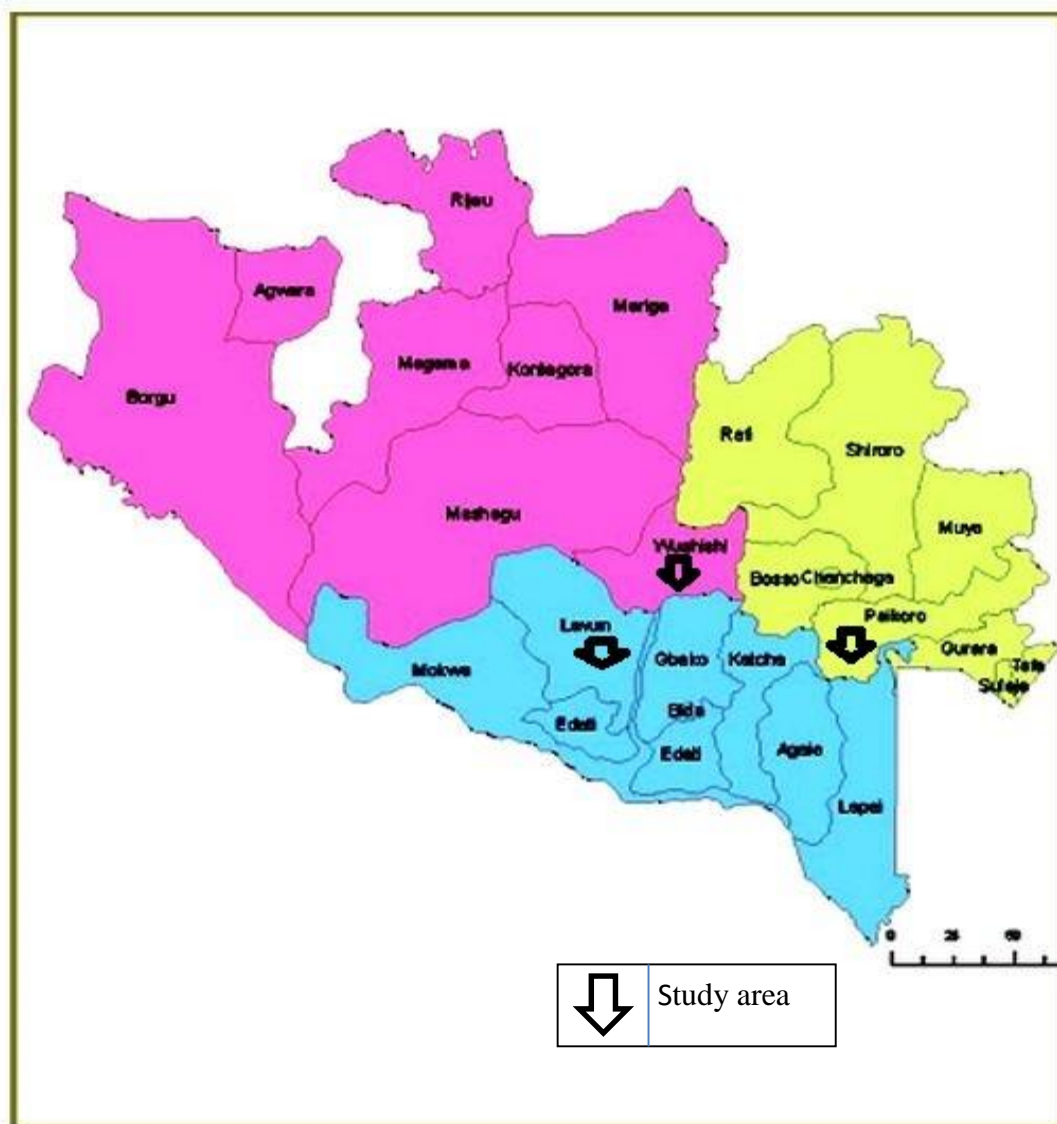 Rijau
Agwara
Mariga
Magama
Kontagora
Borgu
Rafi
Shiroro
Mashegu
Muya
Wushishi
Bosso
Chanchaga
Paikoro
Lavun
Gbako
Katcha
Gurara
Tafa
Mokwa
Suleja
Bida
Edati
Edati
Agaie
Lapai
0 25 50
Study area